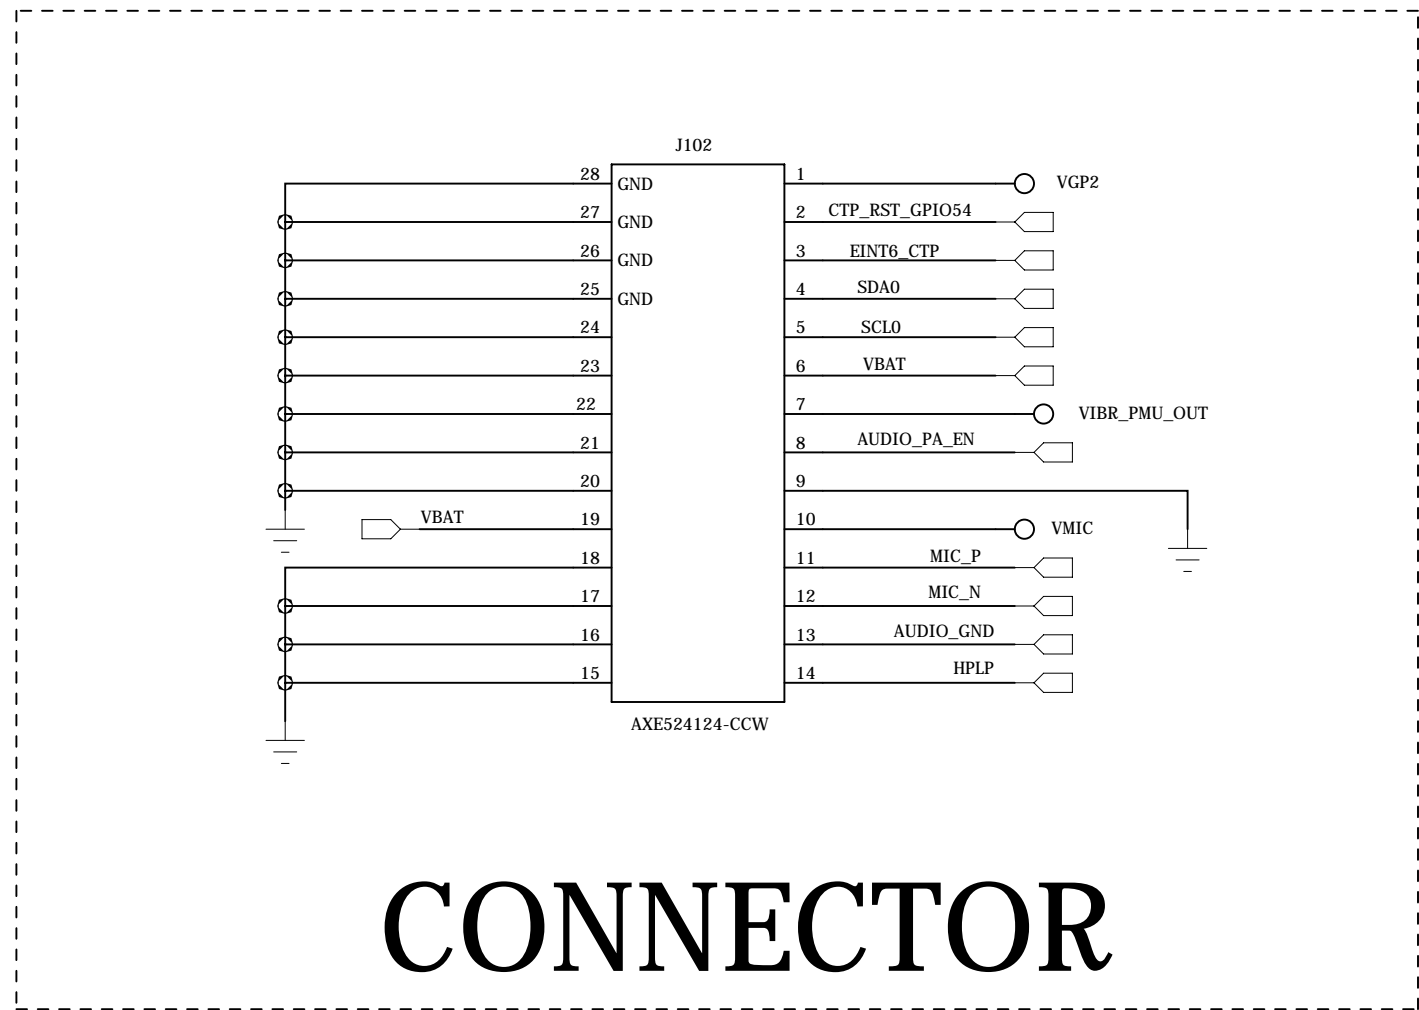 J102
28 GND 1 VGP2
27 GND 2 CTP_RST_GPIO54
26 GND 3 EINT6_CTP
25 GND 4 SDA0
24 5 SCL0
23 6 VBAT
22 7 VIBR_PMU_OUT
21 8 AUDIO_PA_EN
20 9
VBAT 19 10 VMIC
18 11 MIC_P
17 12 MIC_N
16 13 AUDIO_GND
15 14 HPLP
AXE524124-CCW
CONNECTOR